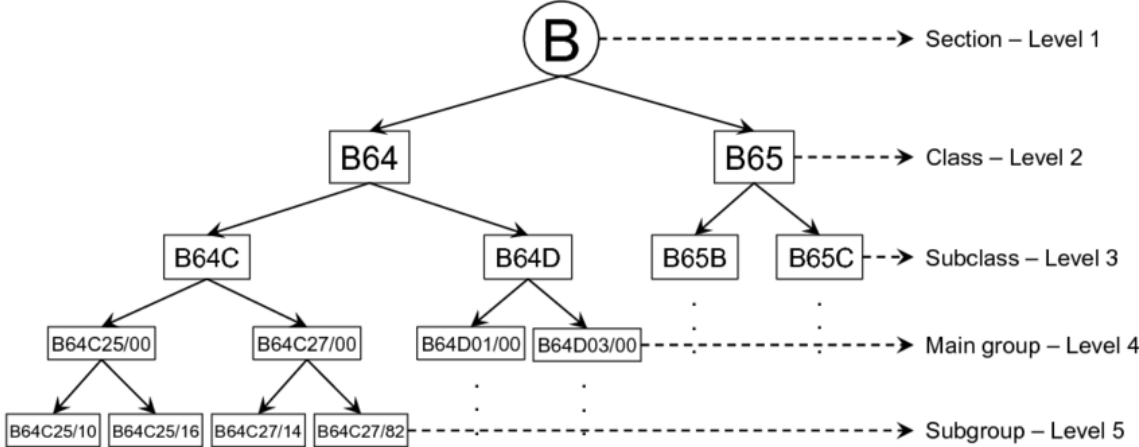 B
Section – Level 1
B64
B65
Class – Level 2
B64C
B64D
B65B
B65C
Subclass – Level 3
B64C25/00
B64C27/00
B64D01/00
B64D03/00
Main group – Level 4
B64C25/10
B64C25/16
B64C27/14
B64C27/82
Subgroup – Level 5